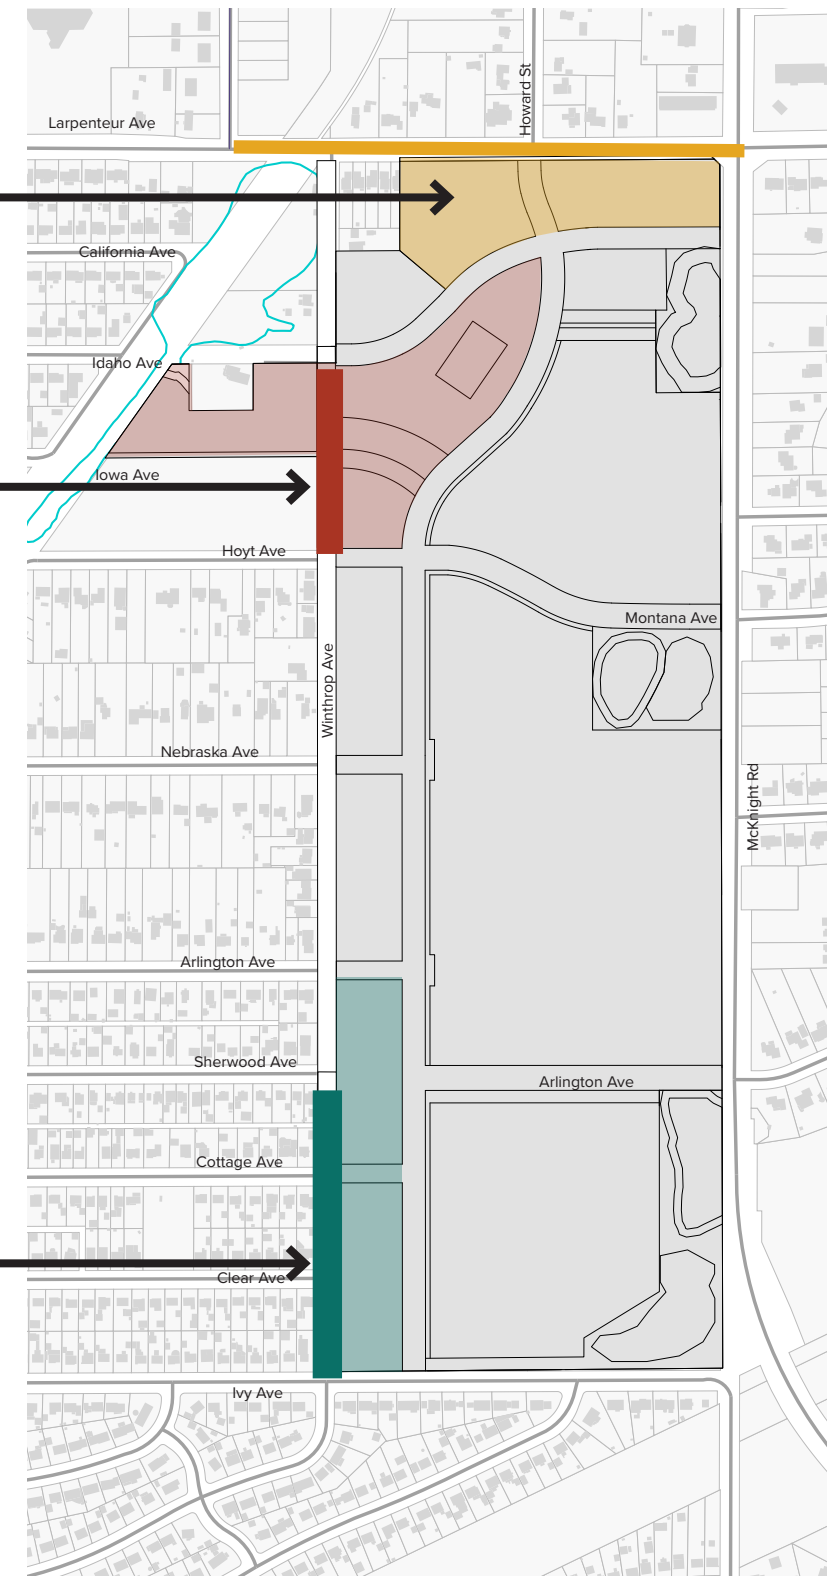 Howard St
Larpenteur Ave
California Ave
Idaho Ave
Iowa Ave
Hoyt Ave
Montana Ave
Winthrop Ave
Nebraska Ave
McKnight Rd
Arlington Ave
Sherwood Ave
Arlington Ave
Cottage Ave
Clear Ave
Ivy Ave